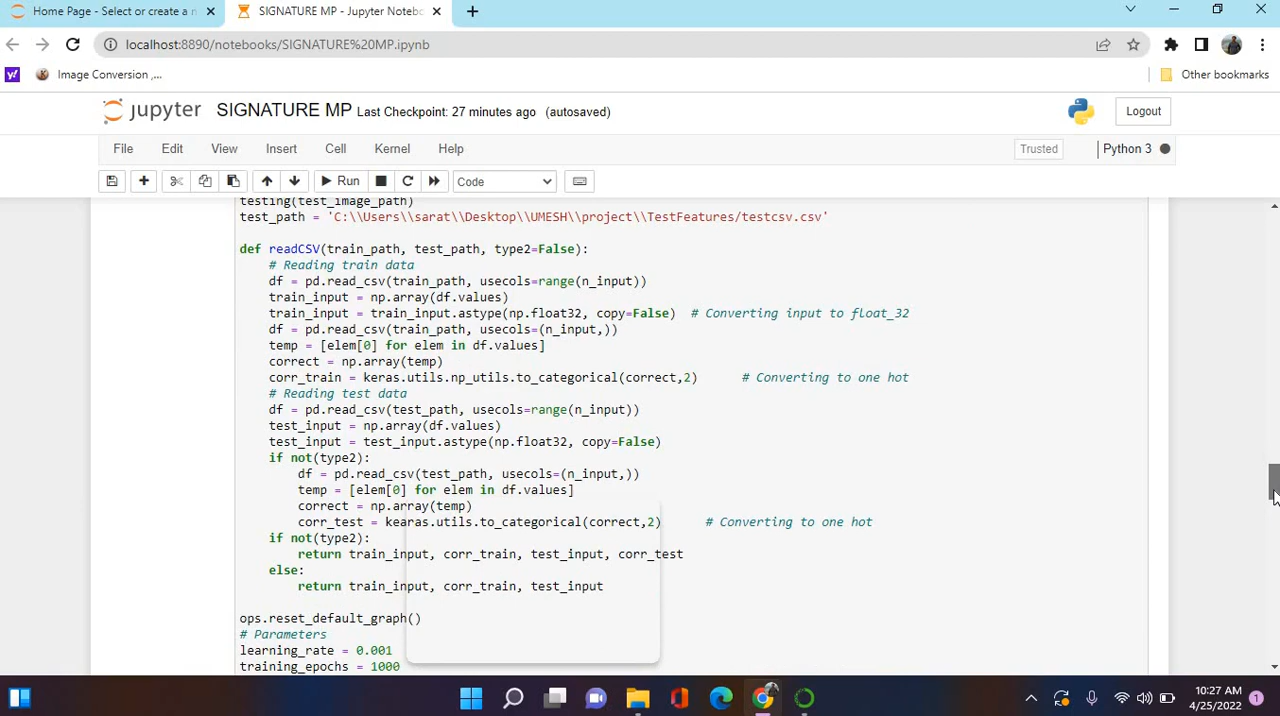 Home Page - Select or create a n
SIGNATURE MP - Jupyter Notebo
localhost:8890/notebooks/SIGNATURE%20MP.ipynb
Image Conversion ,...
Other bookmarks
jupyter SIGNATURE MP Last Checkpoint: 27 minutes ago (autosaved)
Logout
File Edit View Insert Cell Kernel Help
Trusted
Python 3
Run
Code
testing(test_image_path)
test_path = 'C:\\Users\\sarat\\Desktop\\UMESH\\project\\TestFeatures/testcsv.csv'
def readCSV(train_path, test_path, type2=False):
# Reading train data
df = pd.read_csv(train_path, usecols=range(n_input))
train_input = np.array(df.values)
train_input = train_input.astype(np.float32, copy=False)  # Converting input to float_32
df = pd.read_csv(train_path, usecols=(n_input,))
temp = [elem[0] for elem in df.values]
correct = np.array(temp)
corr_train = keras.utils.np_utils.to_categorical(correct,2)      # Converting to one hot
# Reading test data
df = pd.read_csv(test_path, usecols=range(n_input))
test_input = np.array(df.values)
test_input = test_input.astype(np.float32, copy=False)
if not(type2):
df = pd.read_csv(test_path, usecols=(n_input,))
temp = [elem[0] for elem in df.values]
correct = np.array(temp)
corr_test = kearas.utils.to_categorical(correct,2)      # Converting to one hot
if not(type2):
return train_input, corr_train, test_input, corr_test
else:
return train_input, corr_train, test_input
ops.reset_default_graph()
# Parameters
learning_rate = 0.001
training_epochs = 1000
10:27 AM
4/25/2022
1